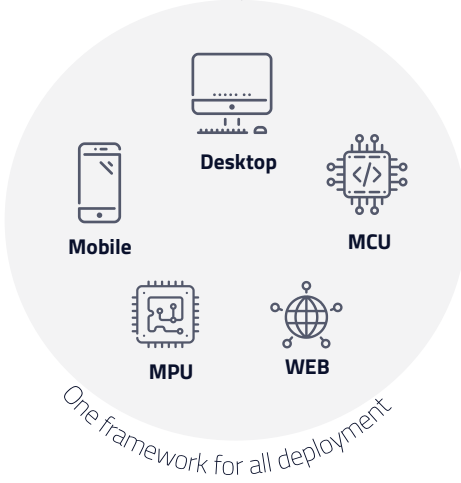 Desktop
Mobile
MCU
MPU
WEB
One framework for all deployment